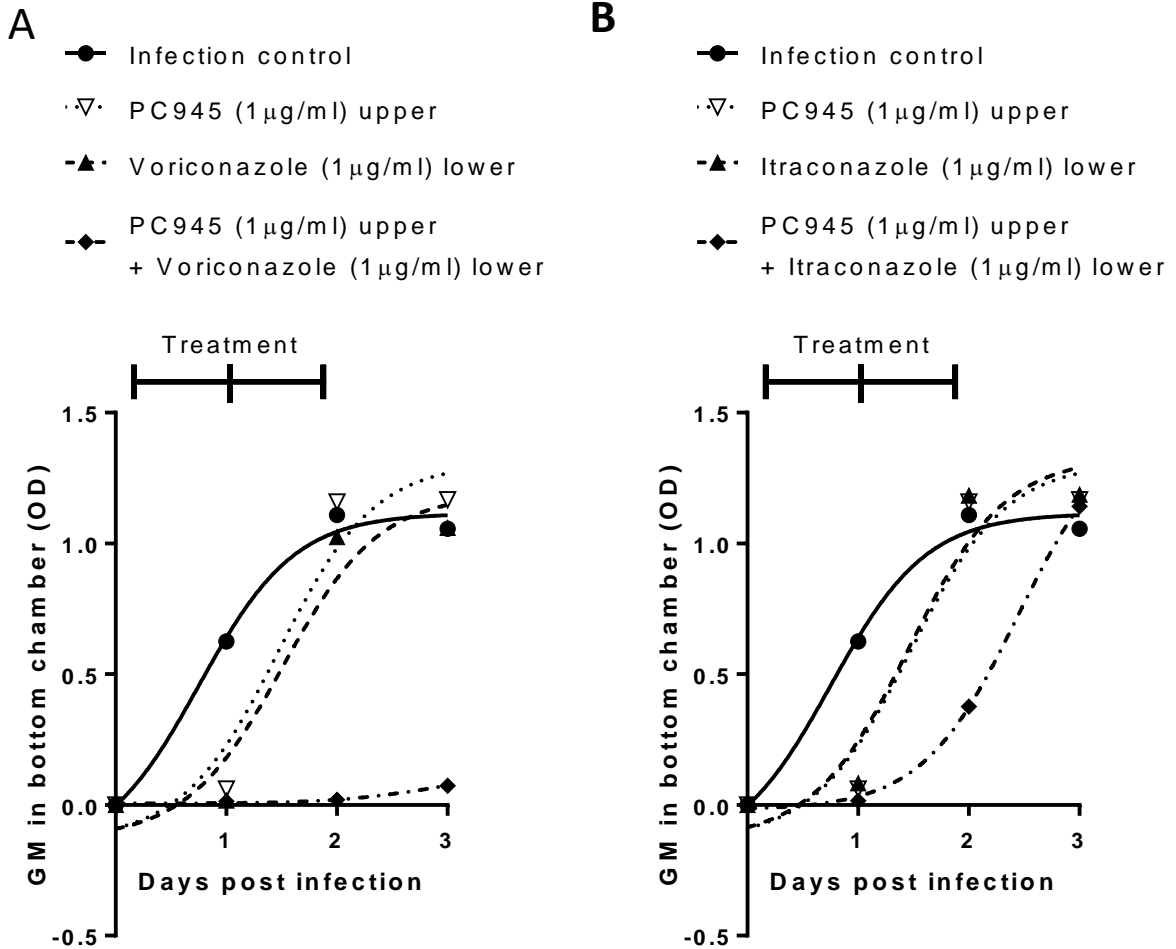 A
Infection control
PC945 (1µg/ml) upper
Voriconazole (1µg/ml) lower
PC945 (1µg/ml) upper
+ Voriconazole (1µg/ml) lower
Treatment
1.5
1.0
0.5
0.0
-0.5
GM in bottom chamber (OD)
1 2 3
Days post infection
B
Infection control
PC945 (1µg/ml) upper
Itraconazole (1µg/ml) lower
PC945 (1µg/ml) upper
+ Itraconazole (1µg/ml) lower
Treatment
1.5
1.0
0.5
0.0
-0.5
GM in bottom chamber (OD)
1 2 3
Days post infection